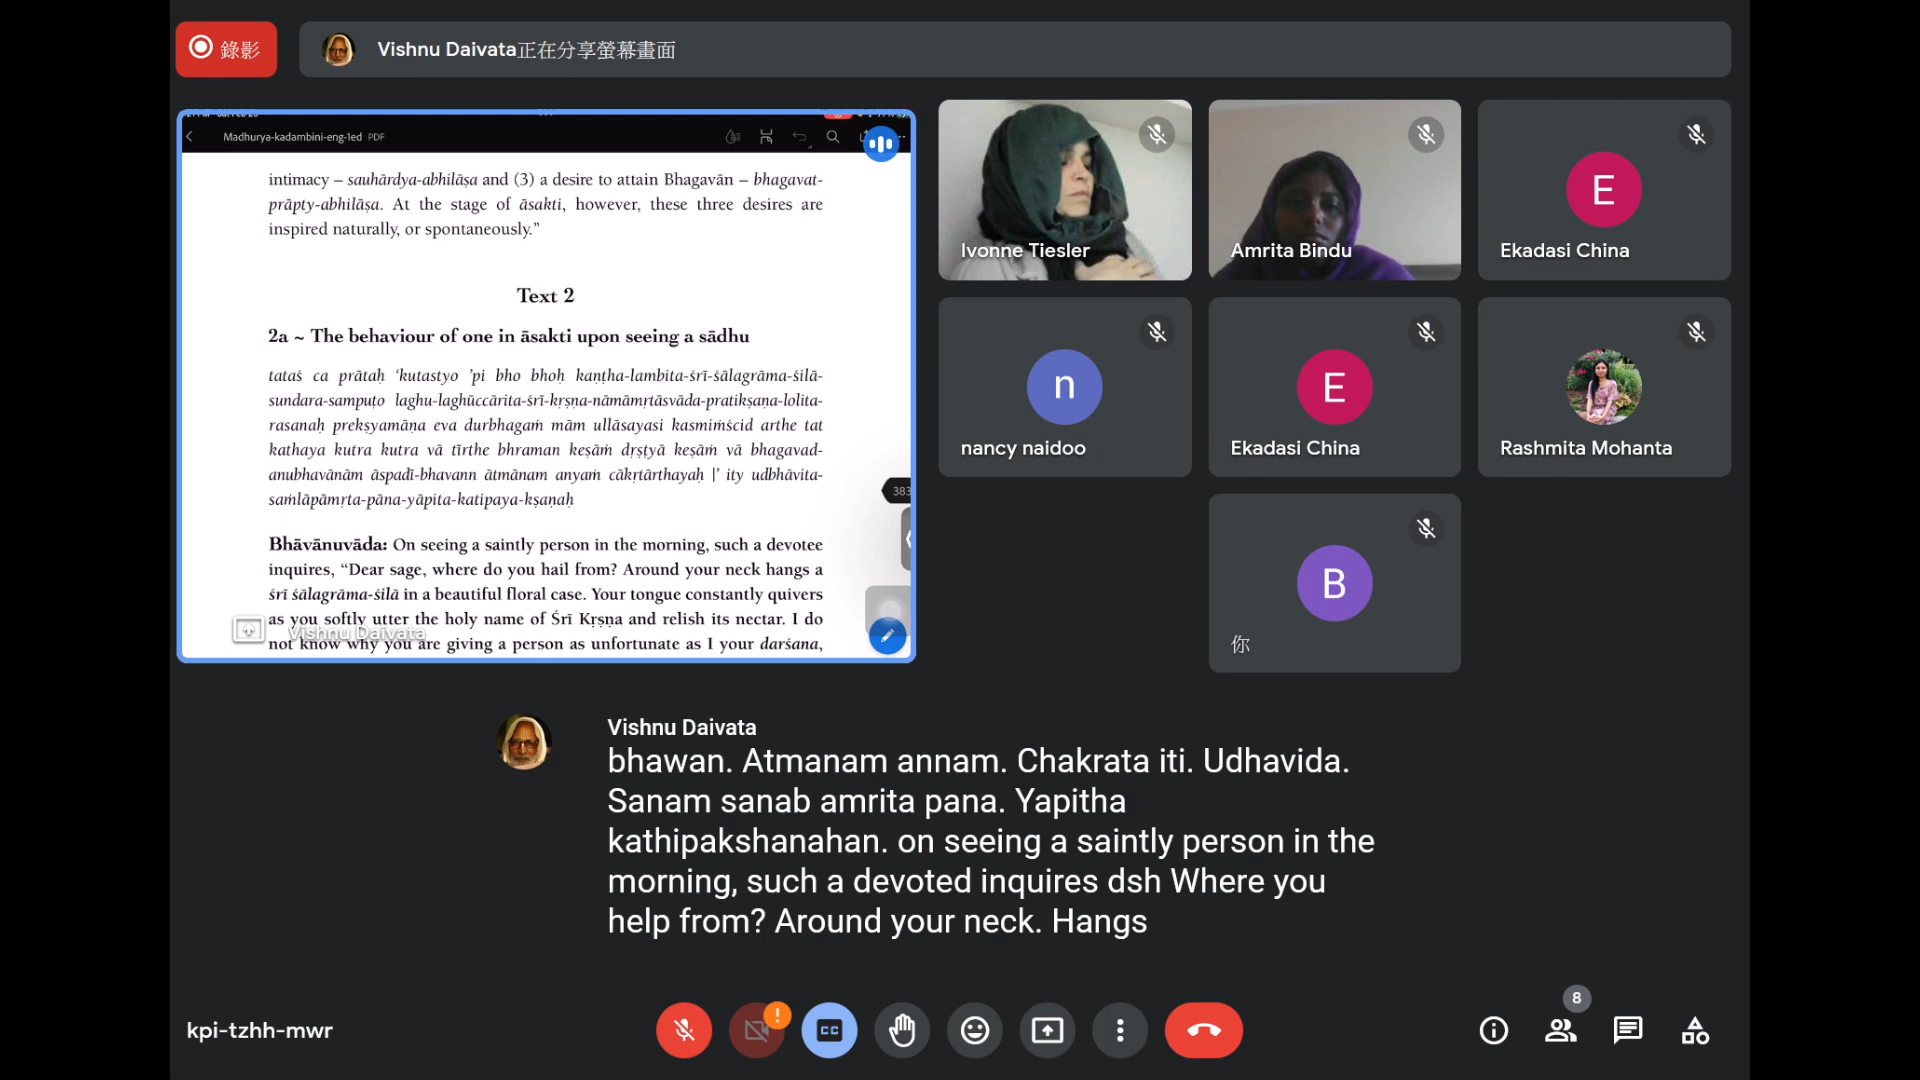 錄影
Vishnu Daivata正在分享螢幕畫面
Madhurya-kadambini-eng-1ed PDF
intimacy – sauhārdya-abhilāṣa and (3) a desire to attain Bhagavān – bhagavat-
prāpty-abhilāṣa. At the stage of āsakti, however, these three desires are
inspired naturally, or spontaneously.”
Text 2
2a ~ The behaviour of one in āsakti upon seeing a sādhu
tataś ca prātaḥ ‘kutastyo ’pi bho bhoḥ kaṇṭha-lambita-śrī-śālagrāma-śilā-
sundara-sampuṭo laghu-laghūccārita-śrī-kṛṣṇa-nāmāmṛtāsvāda-pratikṣaṇa-lolita-
rasanaḥ prekṣyamāṇa eva durbhagaṁ mām ullāsayasi kasmiṁścid arthe tat
kathaya kutra kutra vā tīrthe bhraman keṣāṁ dṛṣṭyā keṣāṁ vā bhagavad-
anubhavānām āspadī-bhavann ātmānam anyaṁ cākṛtārthayaḥ |’ ity udbhāvita-
saṁlāpāmṛta-pāna-yāpita-katipaya-kṣaṇaḥ
383
Bhāvānuvāda: On seeing a saintly person in the morning, such a devotee
inquires, “Dear sage, where do you hail from? Around your neck hangs a
śrī śālagrāma-śilā in a beautiful floral case. Your tongue constantly quivers
as you softly utter the holy name of Śrī Kṛṣṇa and relish its nectar. I do
not know why you are giving a person as unfortunate as I your darśana,
Vishnu Daivata
Ivonne Tiesler
Amrita Bindu
E
Ekadasi China
n
nancy naidoo
E
Ekadasi China
Rashmita Mohanta
B
你
Vishnu Daivata
bhawan. Atmanam annam. Chakrata iti. Udhavida.
Sanam sanab amrita pana. Yapitha
kathipakshanahan. on seeing a saintly person in the
morning, such a devoted inquires dsh Where you
help from? Around your neck. Hangs
kpi-tzhh-mwr
!
CC
8